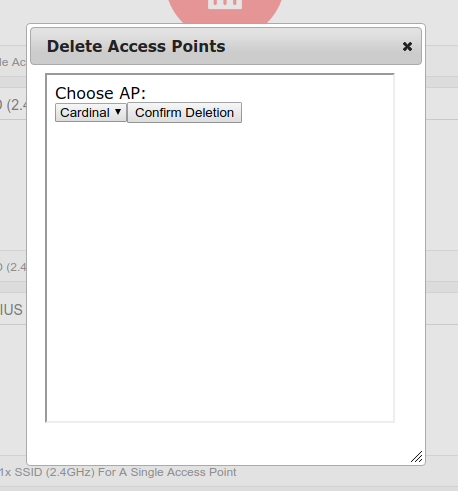 Delete Access Points
le Ac
Choose AP:
Cardinal Confirm Deletion
(2.4
(2.4
IUS
1x SSID (2.4GHz) For A Single Access Point